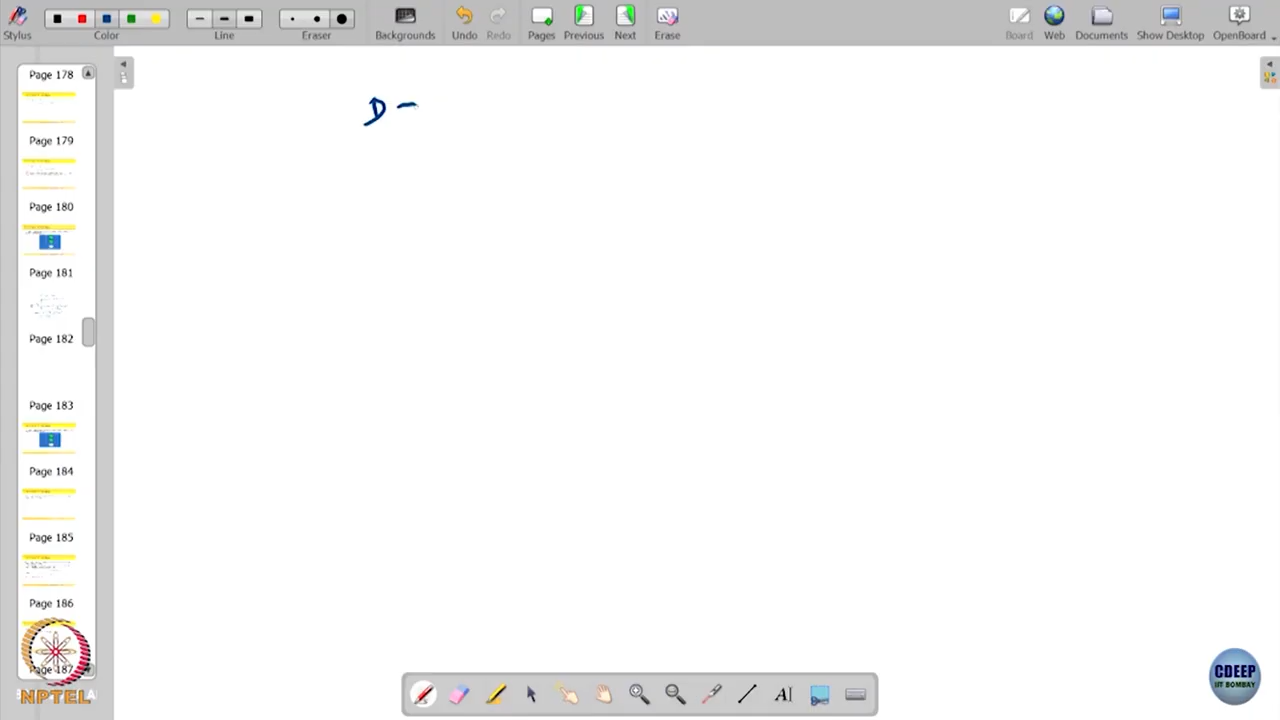 Stylus
Color
Line
Eraser
Backgrounds
Undo
Redo
Pages
Previous
Next
Erase
Board
Web
Documents
Show Desktop
OpenBoard
Page 178
Page 179
Page 180
Page 181
Page 182
Page 183
Page 184
Page 185
Page 186
Page 187
D -
NPTEL
CDEEP
IIT BOMBAY